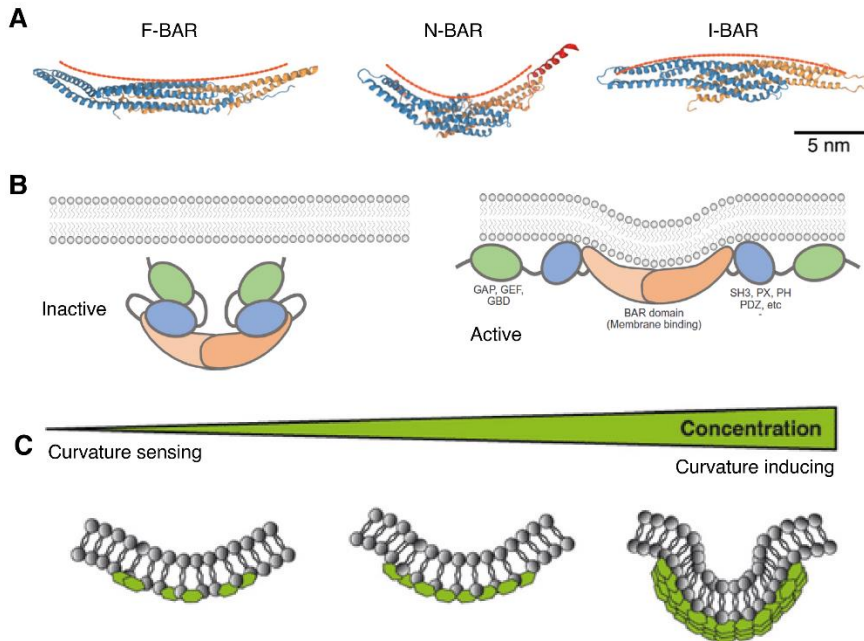 A
F-BAR
N-BAR
I-BAR
5 nm
B
Inactive
GAP, GEF,
GBD
BAR domain
(Membrane binding)
SH3, PX, PH
PDZ, etc
-
Active
Concentration
C
Curvature sensing
Curvature inducing